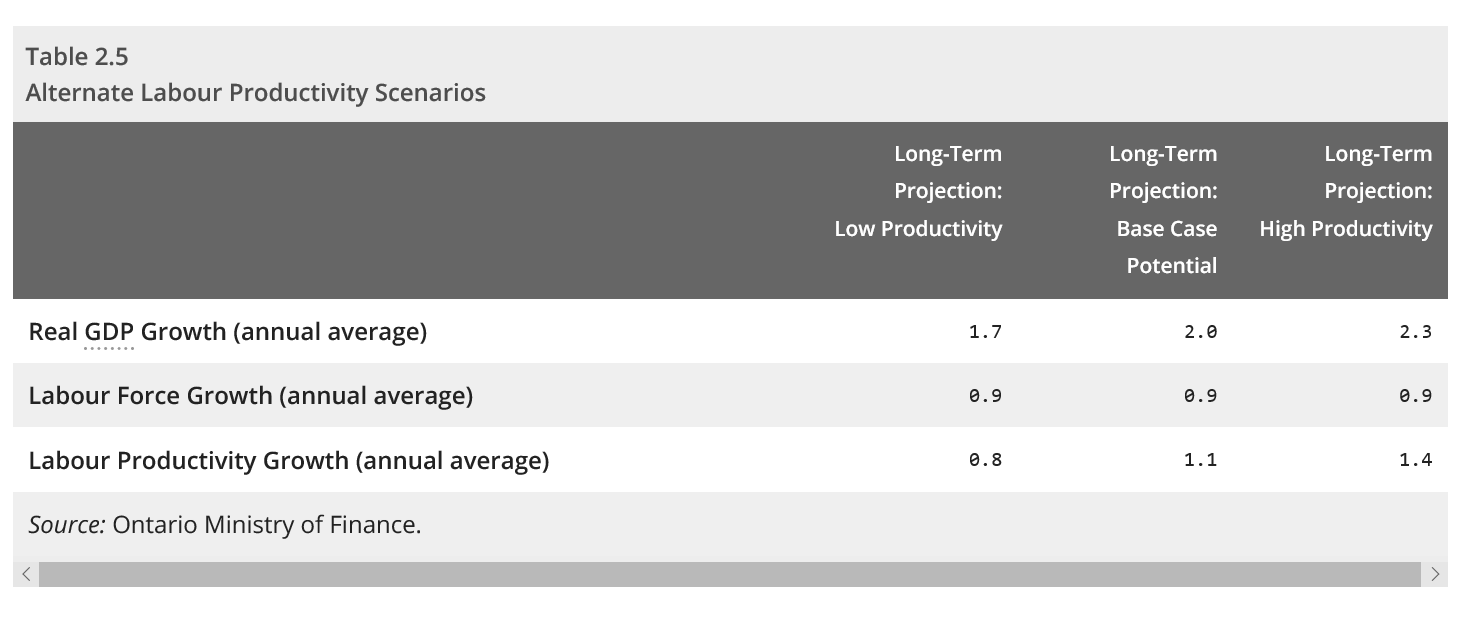 Table 2.5
Alternate Labour Productivity Scenarios
Long-Term Projection: Low Productivity
Long-Term Projection: Base Case Potential
Long-Term Projection: High Productivity
Real GDP Growth (annual average) 1.7 2.0 2.3
Labour Force Growth (annual average) 0.9 0.9 0.9
Labour Productivity Growth (annual average) 0.8 1.1 1.4
Source: Ontario Ministry of Finance.